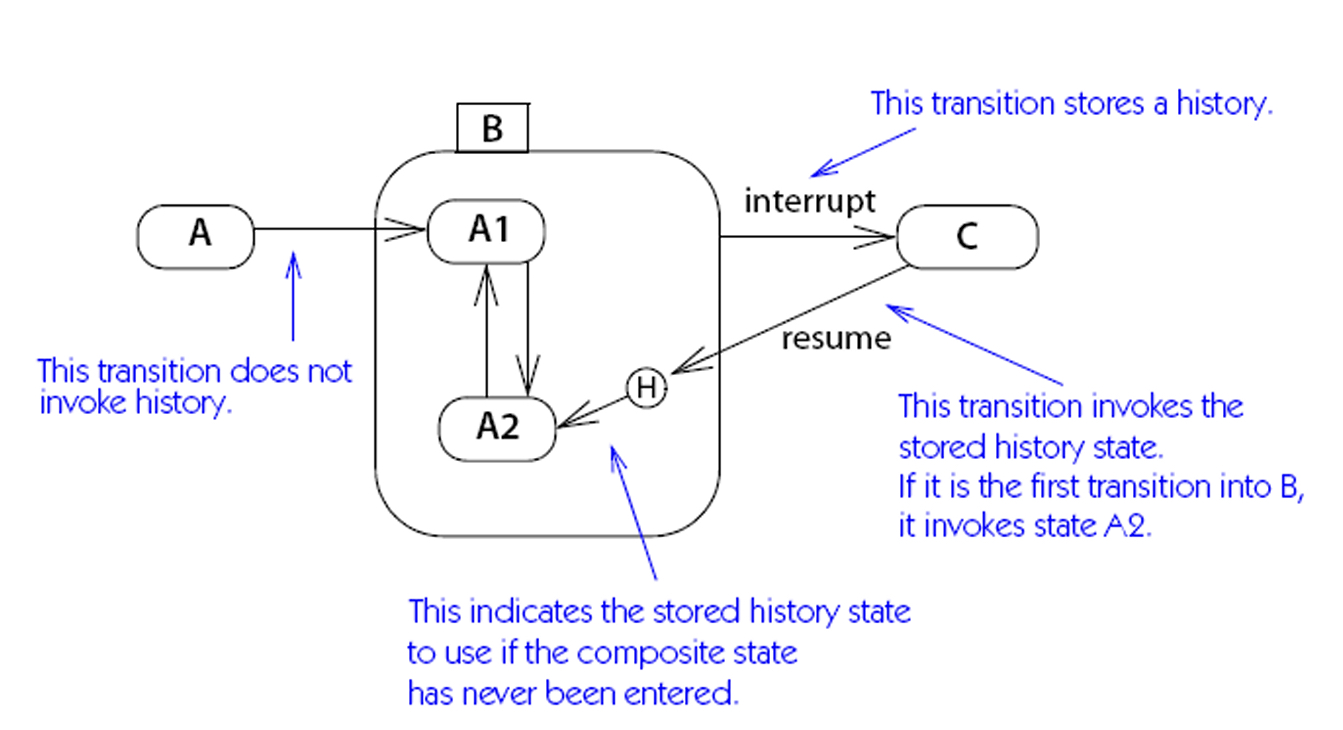 This transition stores a history.
B
interrupt
A
A1
C
This transition does not
invoke history.
resume
H
A2
This transition invokes the
stored history state.
If it is the first transition into B,
it invokes state A2.
This indicates the stored history state
to use if the composite state
has never been entered.